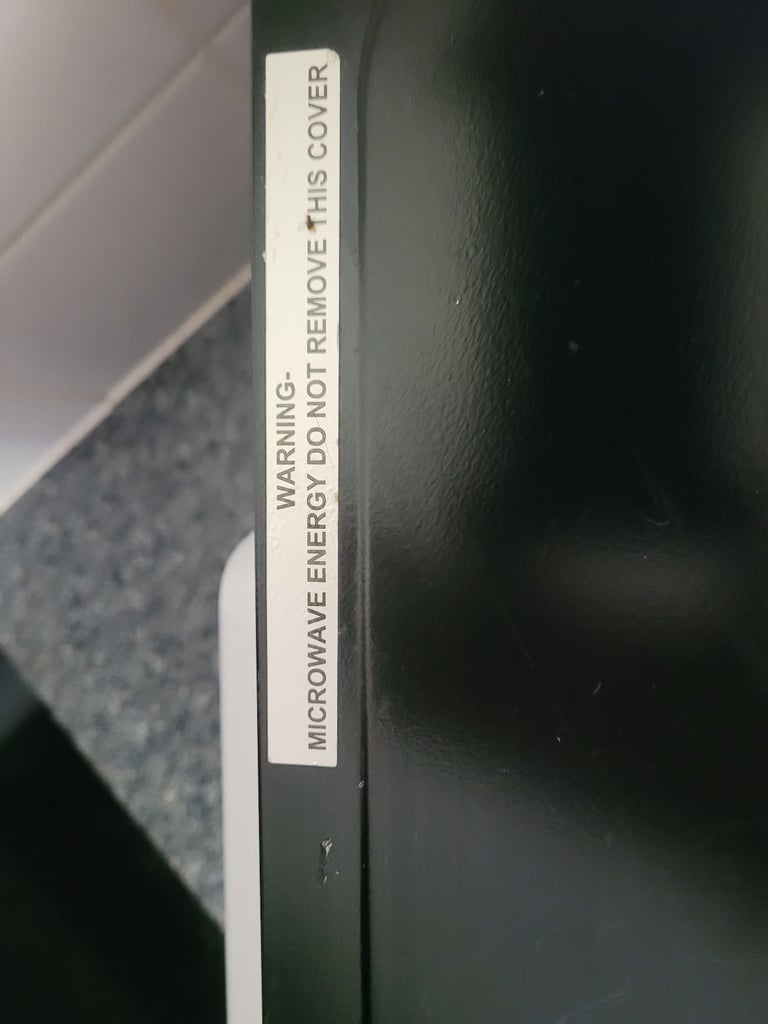 WARNING-
MICROWAVE ENERGY DO NOT REMOVE THIS COVER